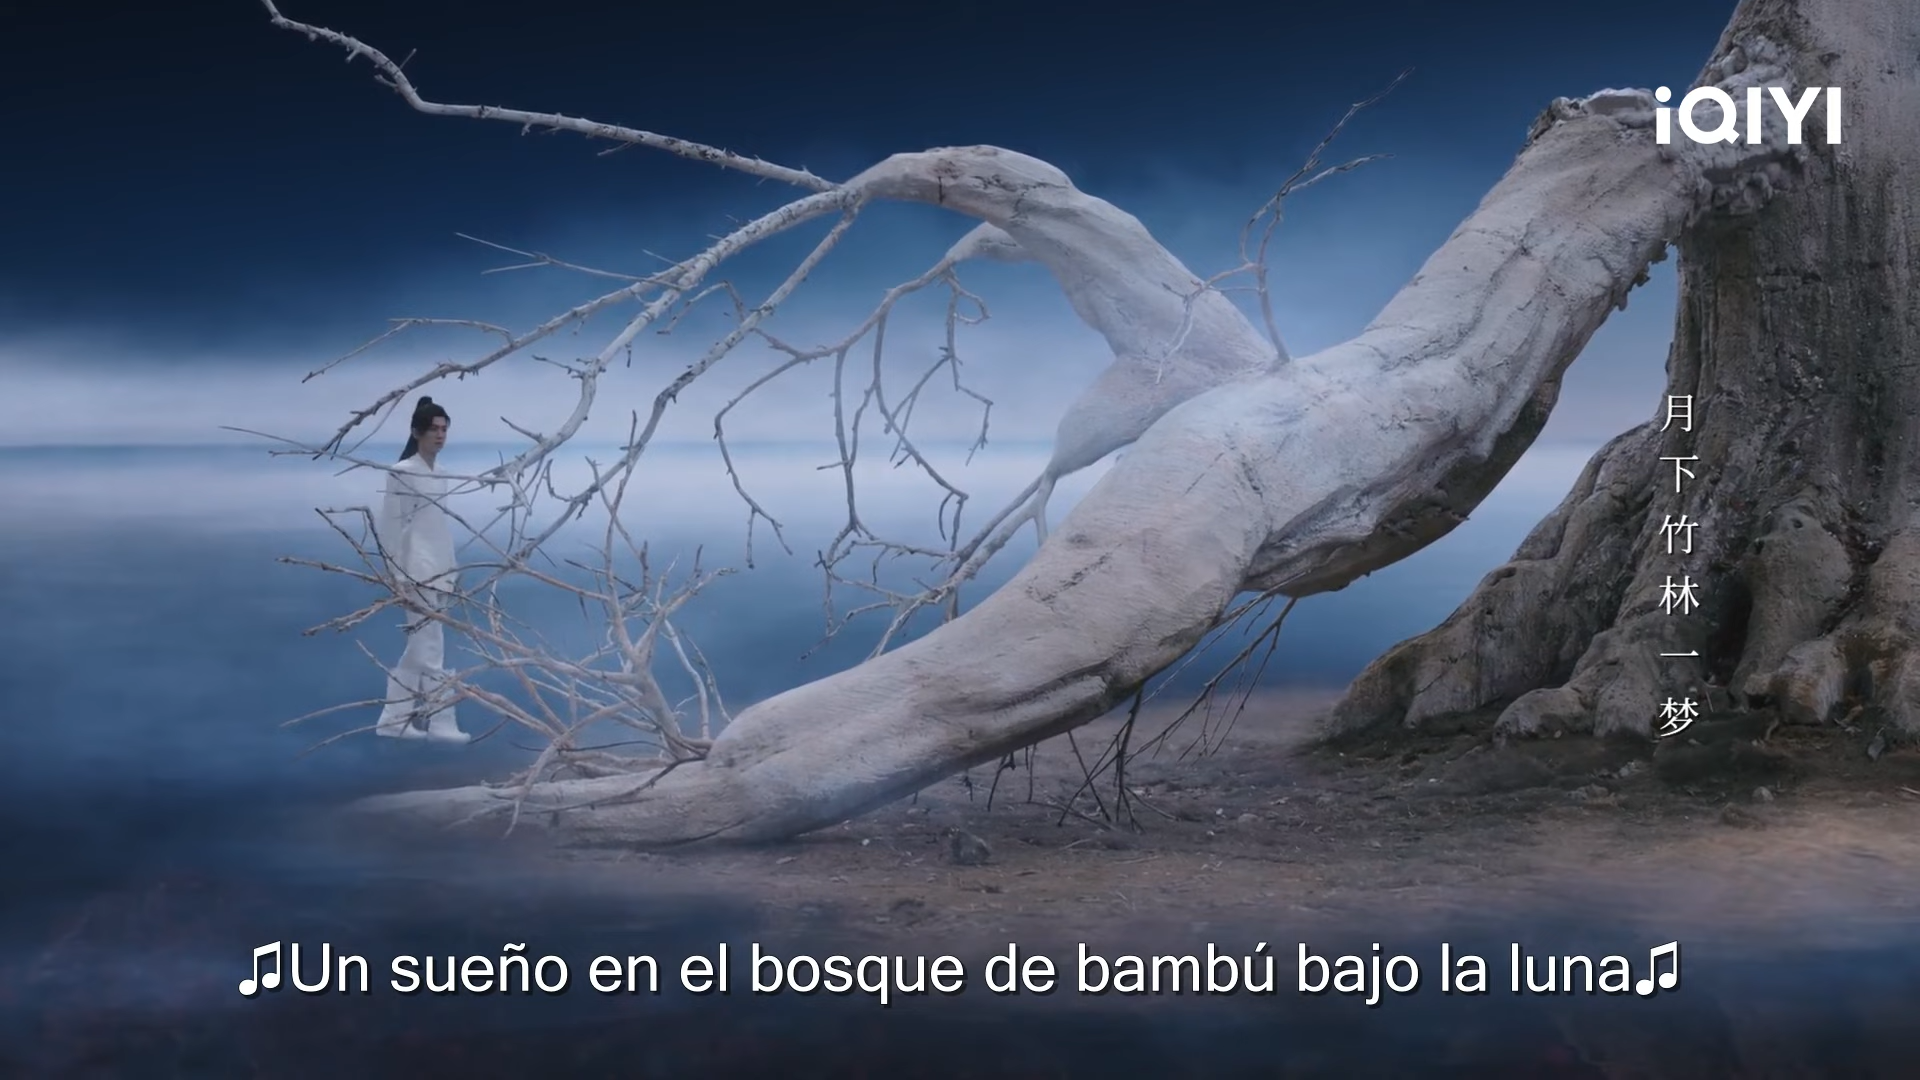 iQIYI
月下竹林一梦
♫Un sueño en el bosque de bambú bajo la luna♫